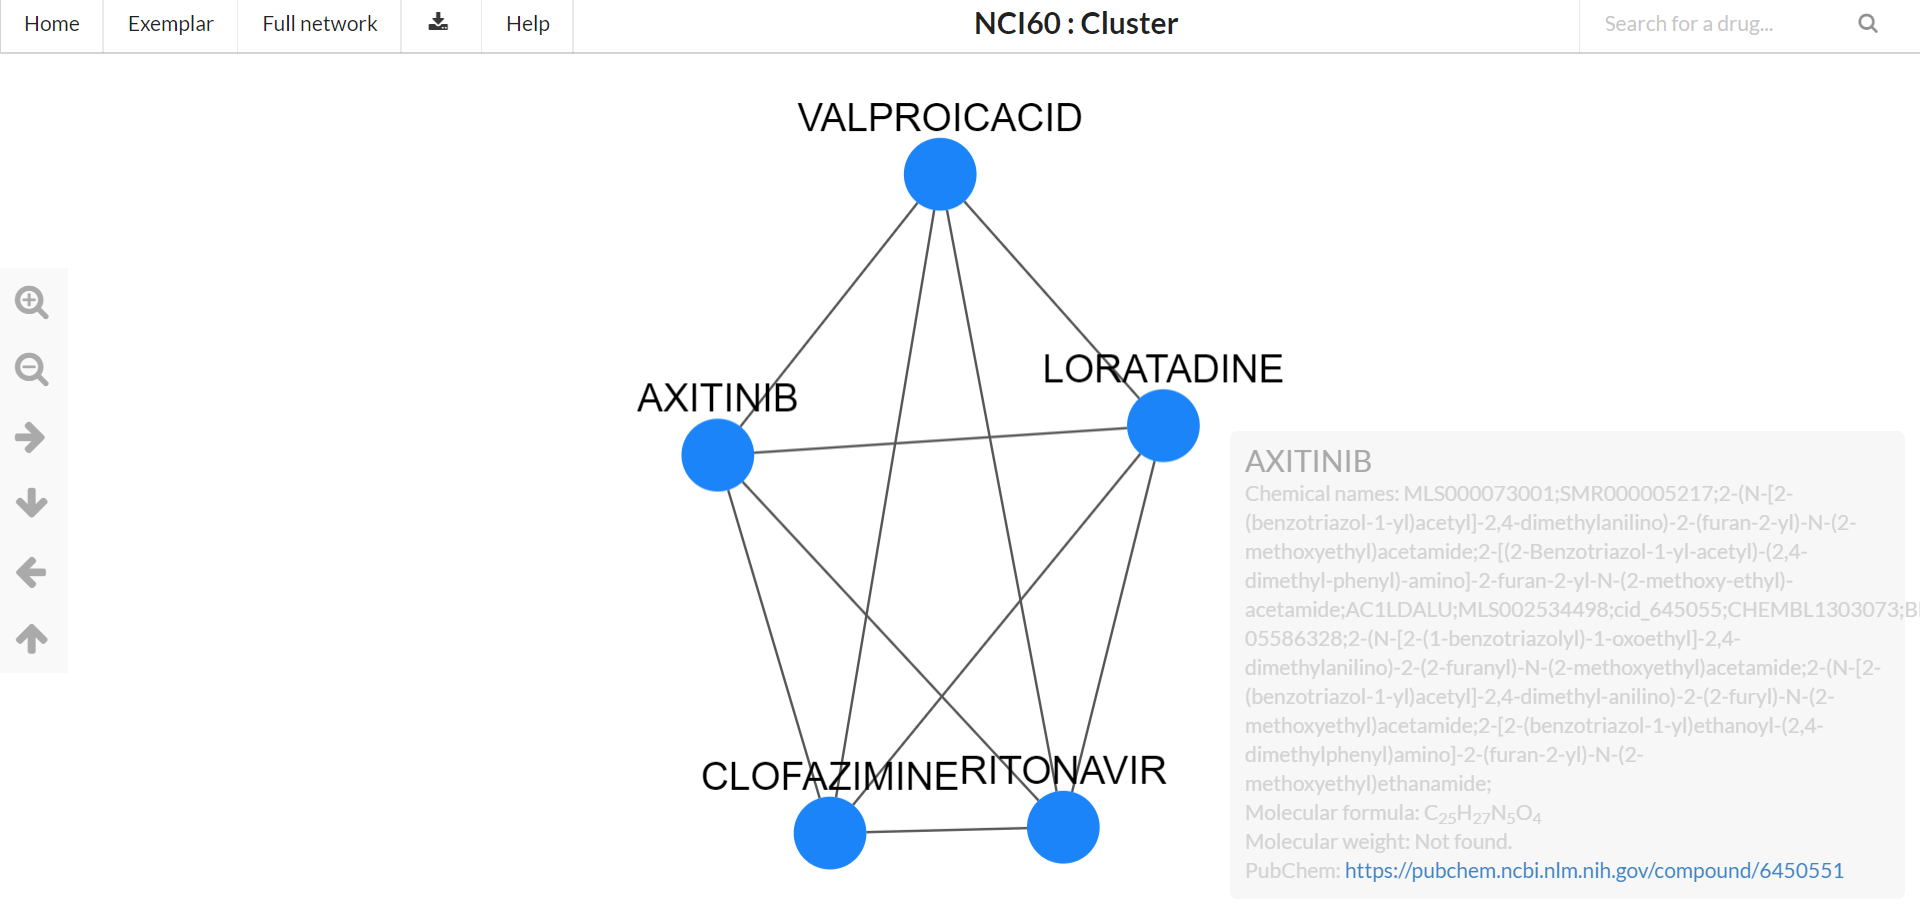 Home
Exemplar
Full network
Help
NCI60 : Cluster
Search for a drug...
VALPROICACID
LORATADINE
AXITINIB
CLOFAZIMINE
RITONAVIR
AXITINIB
Chemical names: MLS000073001;SMR000005217;2-(N-[2-
(benzotriazol-1-yl)acetyl]-2,4-dimethylanilino)-2-(furan-2-yl)-N-(2-
methoxyethyl)acetamide;2-[(2-Benzotriazol-1-yl-acetyl)-(2,4-
dimethyl-phenyl)-amino]-2-furan-2-yl-N-(2-methoxy-ethyl)-
acetamide;AC1LDALU;MLS002534498;cid_645055;CHEMBL1303073;B
05586328;2-(N-[2-(1-benzotriazolyl)-1-oxoethyl]-2,4-
dimethylanilino)-2-(2-furanyl)-N-(2-methoxyethyl)acetamide;2-(N-[2-
(benzotriazol-1-yl)acetyl]-2,4-dimethyl-anilino)-2-(2-furyl)-N-(2-
methoxyethyl)acetamide;2-[2-(benzotriazol-1-yl)ethanoyl-(2,4-
dimethylphenyl)amino]-2-(furan-2-yl)-N-(2-
methoxyethyl)ethanamide;
Molecular formula: C25H27N5O4
Molecular weight: Not found.
PubChem: https://pubchem.ncbi.nlm.nih.gov/compound/6450551